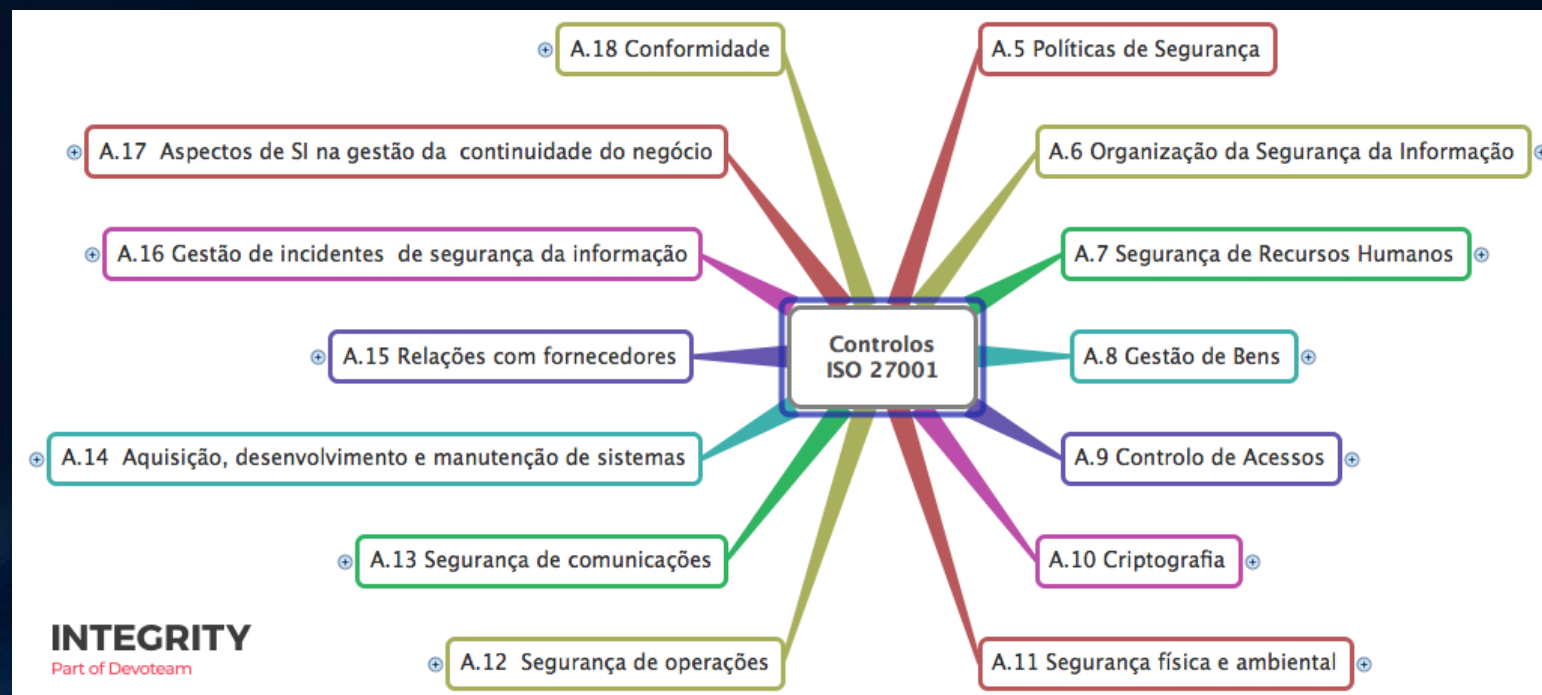 A.18 Conformidade
A.5 Políticas de Segurança
A.17 Aspectos de SI na gestão da continuidade do negócio
A.6 Organização da Segurança da Informação
A.16 Gestão de incidentes de segurança da informação
A.7 Segurança de Recursos Humanos
Controlos
ISO 27001
A.15 Relações com fornecedores
A.8 Gestão de Bens
A.14 Aquisição, desenvolvimento e manutenção de sistemas
A.9 Controlo de Acessos
A.13 Segurança de comunicações
A.10 Criptografia
A.12 Segurança de operações
A.11 Segurança física e ambiental
INTEGRITY
Part of Devoteam